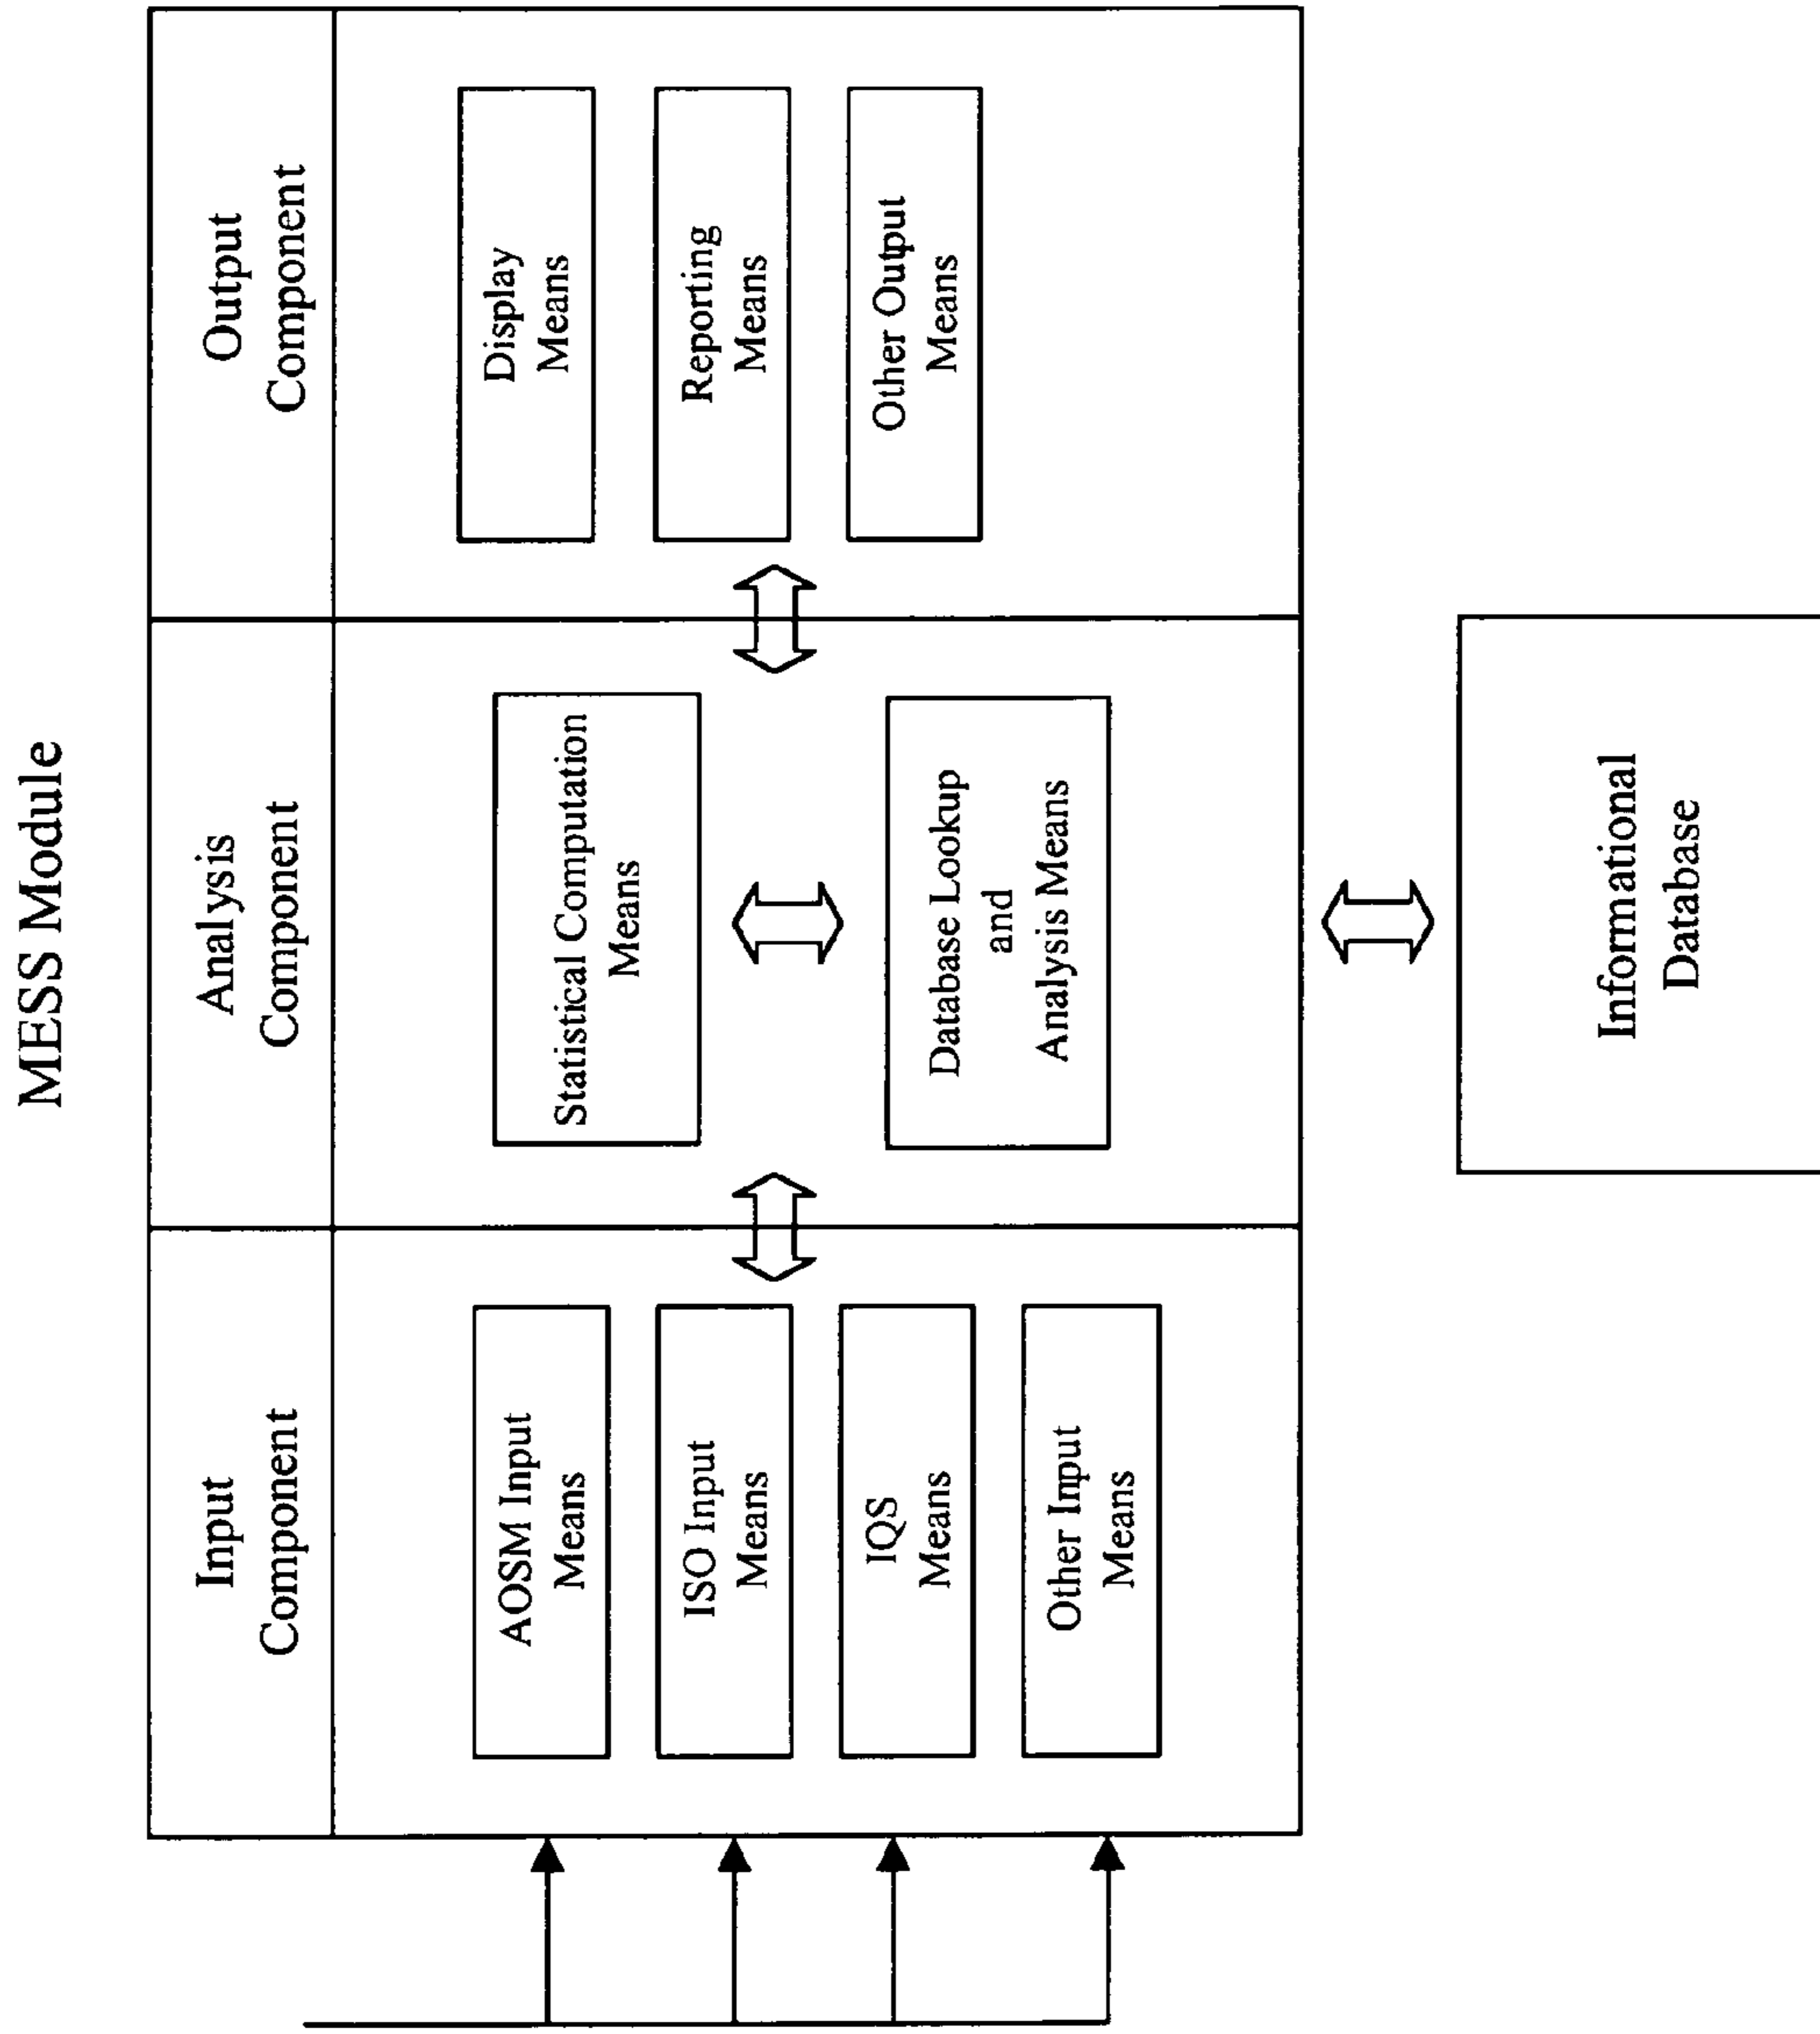 MESS Module
Input
Component
Analysis
Component
Output
Component
AOSM Input
Means
ISO Input
Means
IQS
Means
Other Input
Means
Statistical Computation
Means
Database Lookup
and
Analysis Means
Display
Means
Reporting
Means
Other Output
Means
Informational
Database